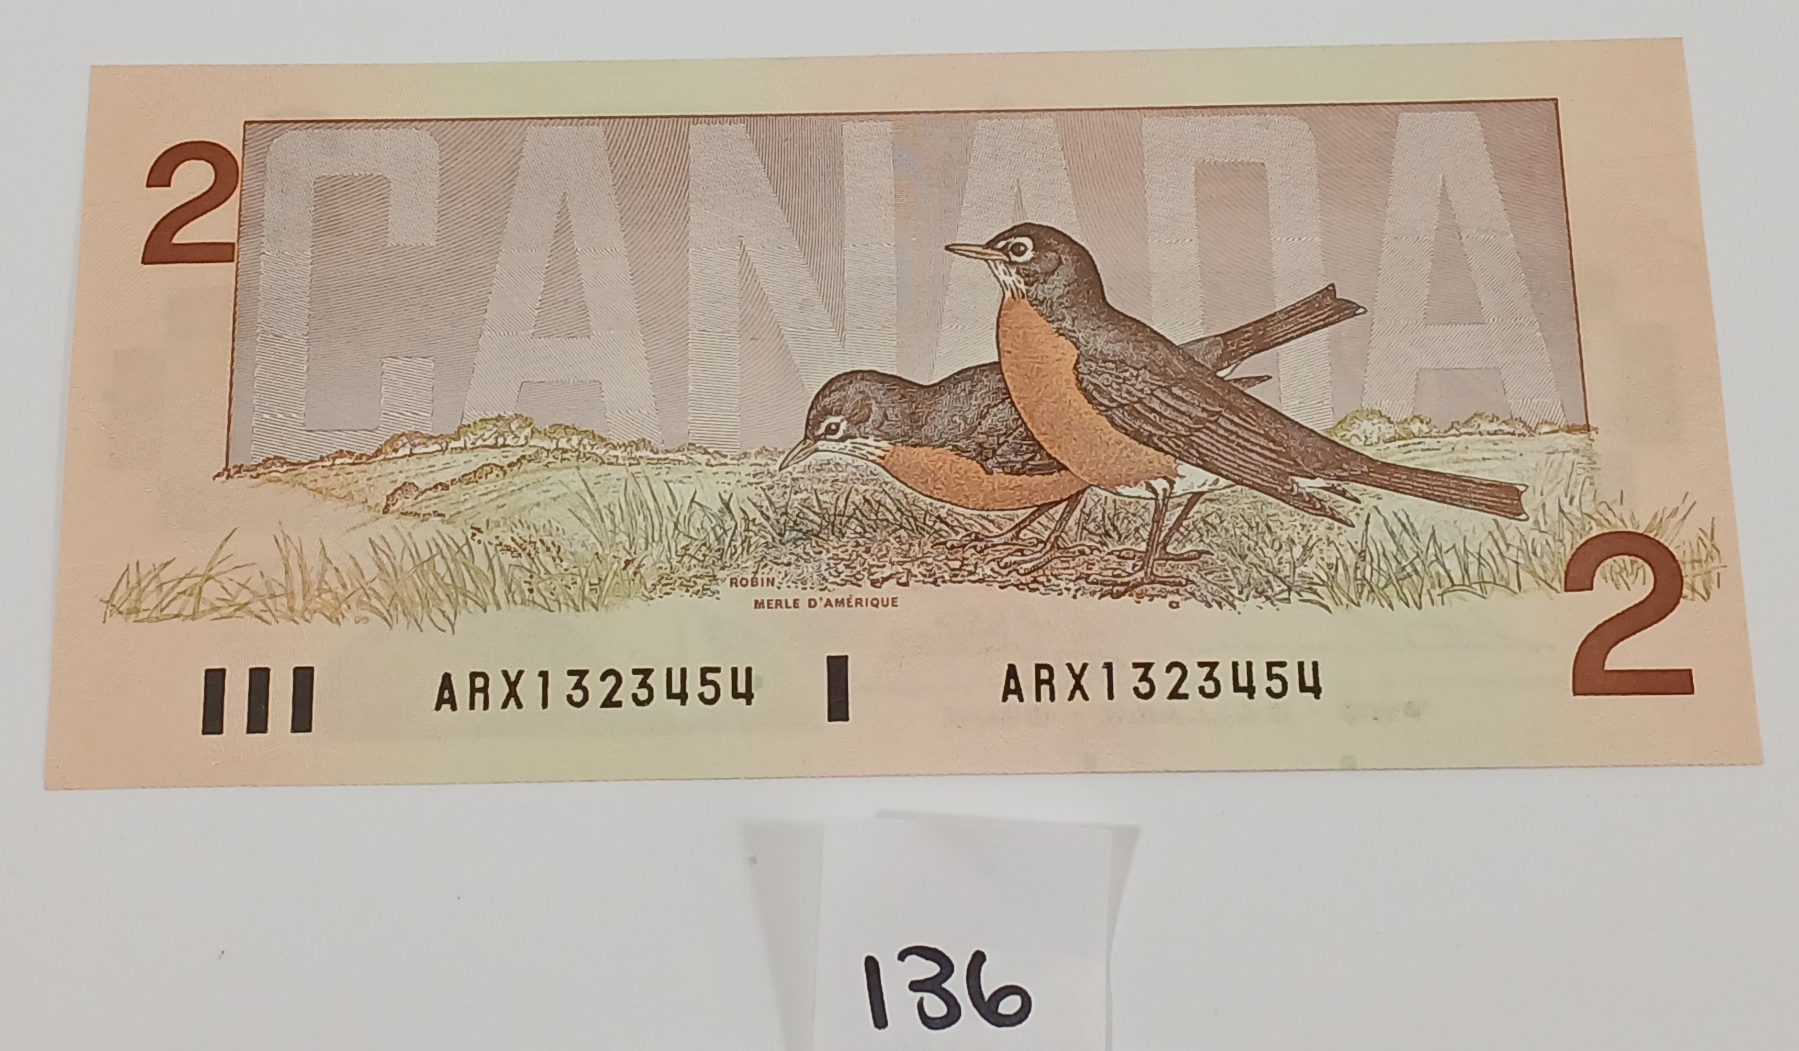 2
CANADA
ROBIN
MERLE D'AMÉRIQUE
2
ARX1323454 ARX1323454
136